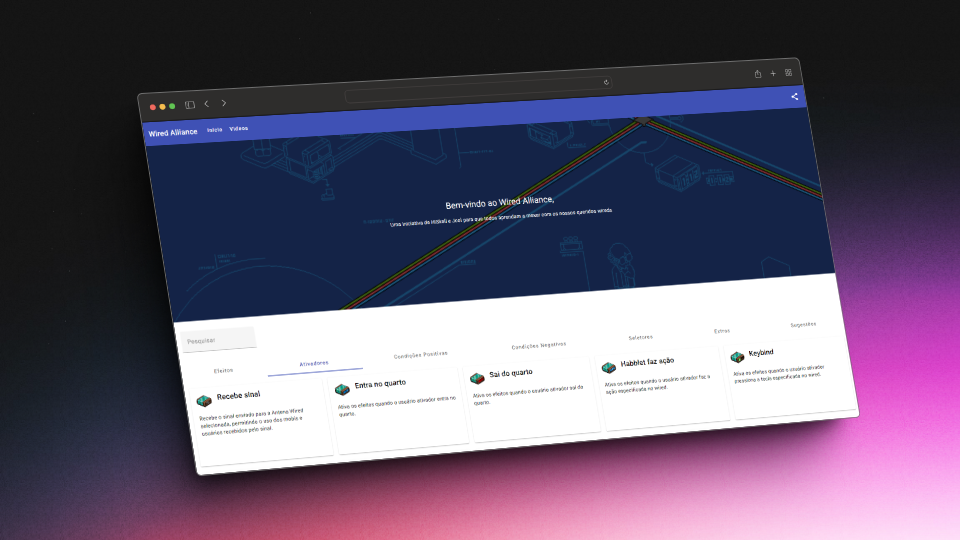 Wired Alliance
Início
Vídeos
Bem-vindo ao Wired Alliance,
Uma iniciativa de Maskoli e Jodi para que todos aprendam a mexer com os nossos queridos wireds
Pesquisar
Efeitos
Ativadores
Condições Positivas
Condições Negativas
Seletores
Extras
Sugestões
Recebe sinal
Recebe o sinal enviado para a Antena Wired
selecionada, permitindo o uso dos mobis e
usuários recebidos pelo sinal.
Entra no quarto
Ativa os efeitos quando o usuário ativador entra no
quarto.
Sai do quarto
Ativa os efeitos quando o usuário ativador sai do
quarto.
Habblet faz ação
Ativa os efeitos quando o usuário ativador faz a
ação especificada no wired.
Keybind
Ativa os efeitos quando o usuário ativador
pressiona a tecla especificada no wired.